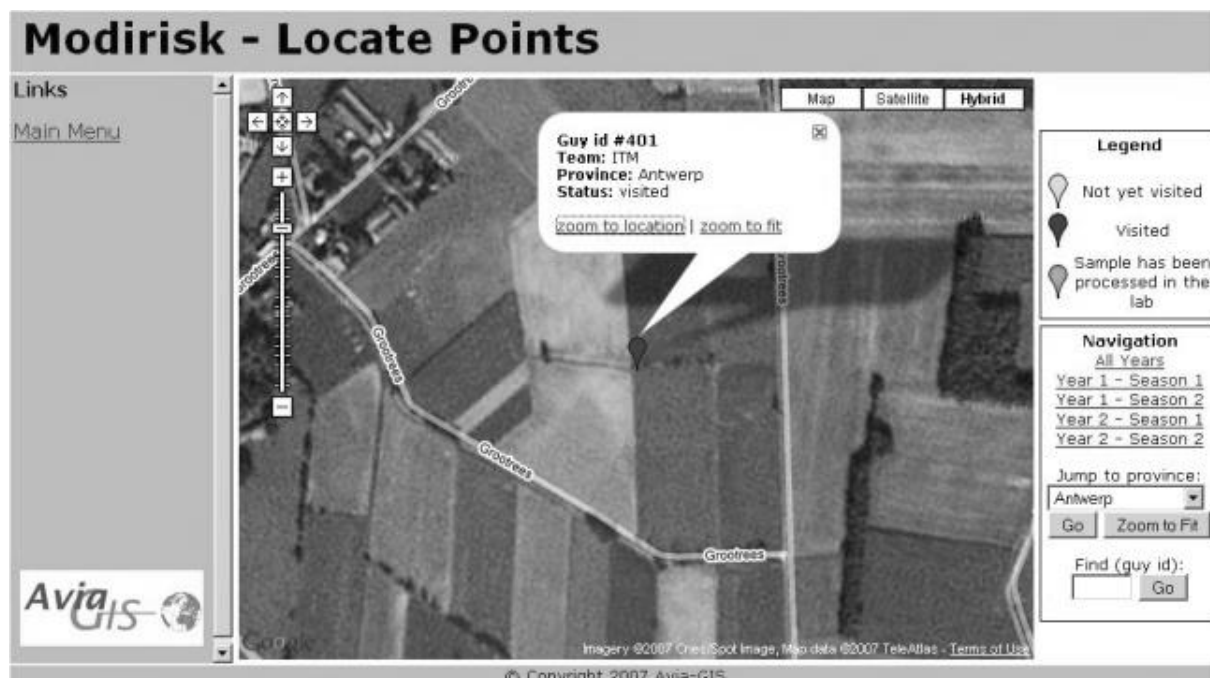 Modirisk - Locate Points
Links
Main Menu
Avia
GIS
Grootrees
Grootrees
Grootrees
Grootrees
Grootrees
Grootrees
Map
Satellite
Hybrid
Guy id #401
Team: ITM
Province: Antwerp
Status: visited
zoom to location | zoom to fit
Google
Imagery ©2007 Cnes/Spot Image, Map data ©2007 TeleAtlas - Terms of Use
Legend
Not yet visited
Visited
Sample has been
processed in the
lab
Navigation
All Years
Year 1 - Season 1
Year 1 - Season 2
Year 2 - Season 1
Year 2 - Season 2
Jump to province:
Antwerp
Go
Zoom to Fit
Find (guy id):
Go
© Copyright 2007 Avia-GIS